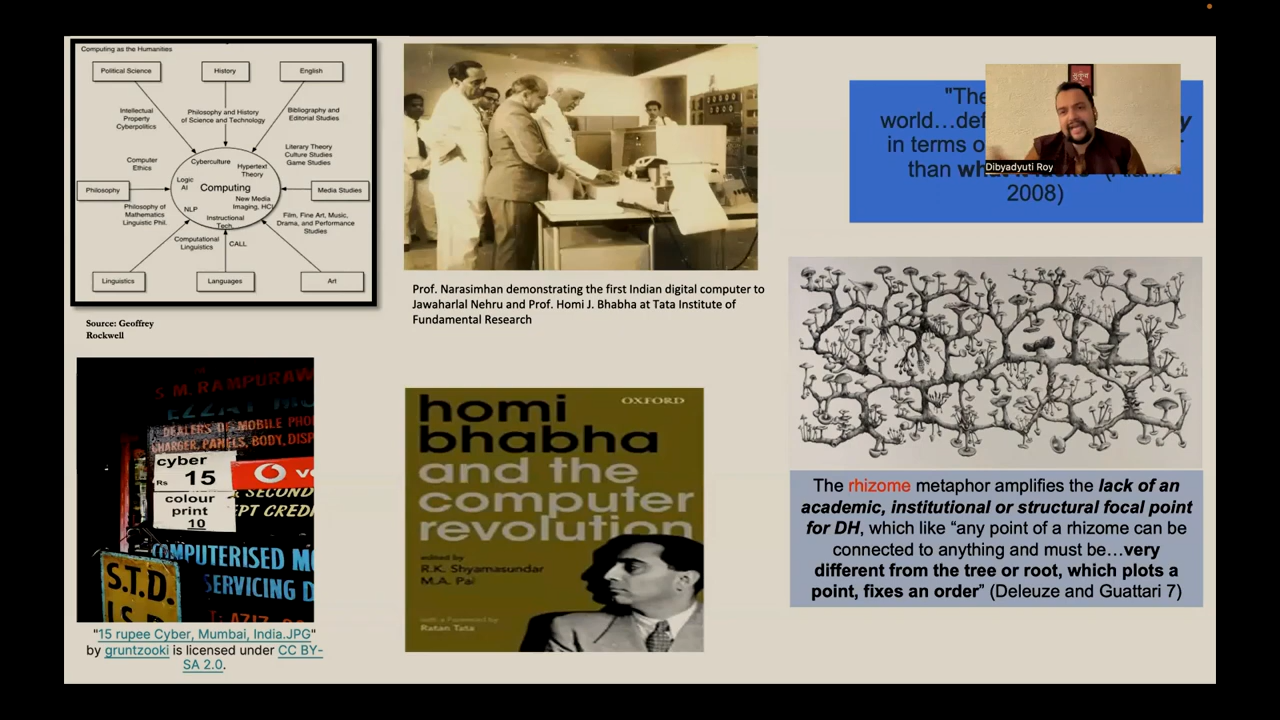 Computing as the Humanities
Political Science
History
English
Intellectual
Property
Cyberpolitics
Philosophy and History
of Science and Technology
Bibliography and
Editorial Studies
Computer
Ethics
Cyberculture
Hypertext
Theory
Literary Theory
Culture Studies
Game Studies
Logic
AI
Computing
Philosophy
Media Studies
NLP
New Media
Imaging, HCI
Instructional
Tech.
Philosophy of
Mathematics
Linguistic Phil.
Film, Fine Art, Music,
Drama, and Performance
Studies
Computational
Linguistics
CALL
Linguistics
Languages
Art
Source: Geoffrey
Rockwell
Prof. Narasimhan demonstrating the first Indian digital computer to
Jawaharlal Nehru and Prof. Homi J. Bhabha at Tata Institute of
Fundamental Research
"The
world…def
in terms o
than
2008)
Dibyadyuti Roy
S. M. RAMPURAW
DEALERS OF MOBILE PHO
CHARGER, PANELS, BODY, DISP
cyber
Rs 15
colour
print
10
SECOND
EPT CREDI
COMPUTERISED MO
SERVICING D
S.T.D.
"15 rupee Cyber, Mumbai, India.JPG"
by gruntzooki is licensed under CC BY-
SA 2.0.
OXFORD
homi
bhabha
and the
computer
revolution
edited by
R.K. Shyamasundar
M.A. Pai
with a Foreword by
Ratan Tata
The rhizome metaphor amplifies the lack of an
academic, institutional or structural focal point
for DH, which like “any point of a rhizome can be
connected to anything and must be…very
different from the tree or root, which plots a
point, fixes an order” (Deleuze and Guattari 7)